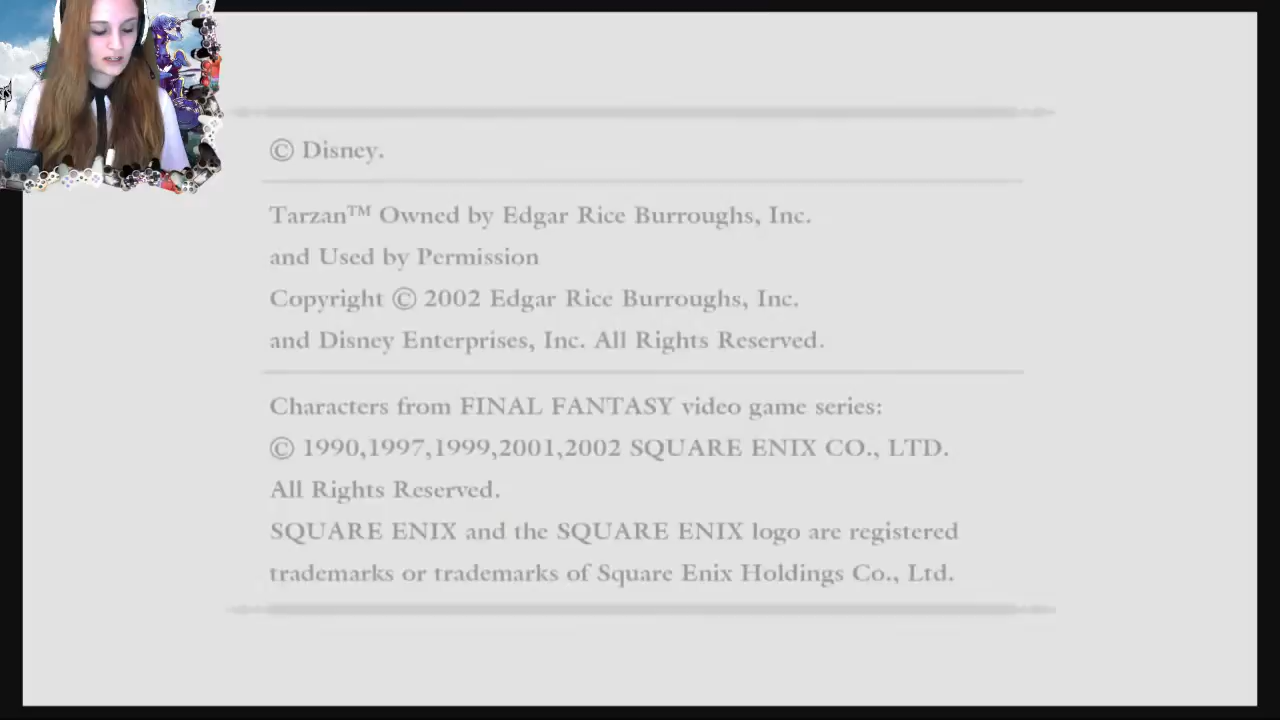 © Disney.
Tarzan™ Owned by Edgar Rice Burroughs, Inc.
and Used by Permission
Copyright © 2002 Edgar Rice Burroughs, Inc.
and Disney Enterprises, Inc. All Rights Reserved.
Characters from FINAL FANTASY video game series:
© 1990,1997,1999,2001,2002 SQUARE ENIX CO., LTD.
All Rights Reserved.
SQUARE ENIX and the SQUARE ENIX logo are registered
trademarks or trademarks of Square Enix Holdings Co., Ltd.